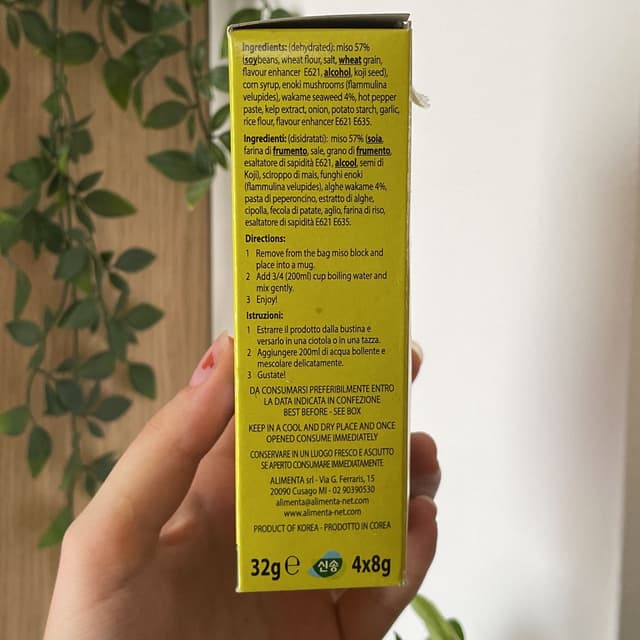 Ingredients: (dehydrated): miso 57%
(soybeans, wheat flour, salt, wheat grain,
flavour enhancer E621, alcohol, koji seed),
corn syrup, enoki mushrooms (flammulina
velupides), wakame seaweed 4%, hot pepper
paste, kelp extract, onion, potato starch, garlic,
rice flour, flavour enhancer E621 E635.
Ingredienti: (disidratati): miso 57% (soia,
farina di frumento, sale, grano di frumento,
esaltatore di sapidità E621, alcool, semi di
Koji), sciroppo di mais, funghi enoki
(flammulina velupides), alghe wakame 4%,
pasta di peperoncino, estratto di alghe,
cipolla, fecola di patate, aglio, farina di riso,
esaltatore di sapidità E621 E635.
Directions:
1 Remove from the bag miso block and
place into a mug.
2 Add 3/4 (200ml) cup boiling water and
mix gently.
3 Enjoy!
Istruzioni:
1 Estrarre il prodotto dalla bustina e
versarlo in una ciotola o in una tazza.
2 Aggiungere 200ml di acqua bollente e
mescolare delicatamente.
3 Gustate!
DA CONSUMARSI PREFERIBILMENTE ENTRO
LA DATA INDICATA IN CONFEZIONE
BEST BEFORE - SEE BOX
KEEP IN A COOL AND DRY PLACE AND ONCE
OPENED CONSUME IMMEDIATELY
CONSERVARE IN UN LUOGO FRESCO E ASCIUTTO
SE APERTO CONSUMARE IMMEDIATAMENTE
ALIMENTA srl - Via G. Ferraris, 15
20090 Cusago MI - 02 90390530
alimenta@alimenta-net.com
www.alimenta-net.com
PRODUCT OF KOREA - PRODOTTO IN COREA
32g e 신송 4x8g